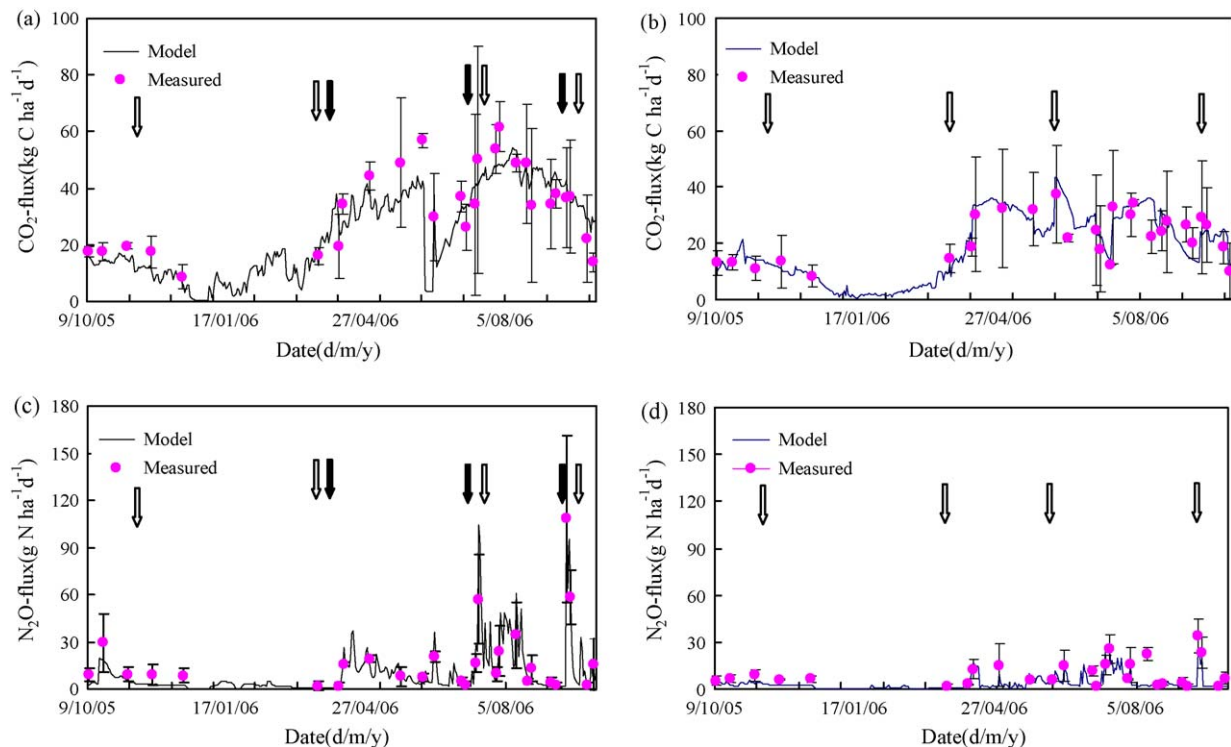 (a)
100
80
60
40
20
0
CO₂-flux(kg C ha⁻¹d⁻¹)
Model
Measured
9/10/05 17/01/06 27/04/06 5/08/06
Date(d/m/y)
(b)
100
80
60
40
20
0
CO₂-flux(kg C ha⁻¹d⁻¹)
Model
Measured
9/10/05 17/01/06 27/04/06 5/08/06
Date(d/m/y)
(c)
180
150
120
90
60
30
0
N₂O-flux(g N ha⁻¹d⁻¹)
Model
Measured
9/10/05 17/01/06 27/04/06 5/08/06
Date(d/m/y)
(d)
180
150
120
90
60
30
0
N₂O-flux(g N ha⁻¹d⁻¹)
Model
Measured
9/10/05 17/01/06 27/04/06 5/08/06
Date(d/m/y)